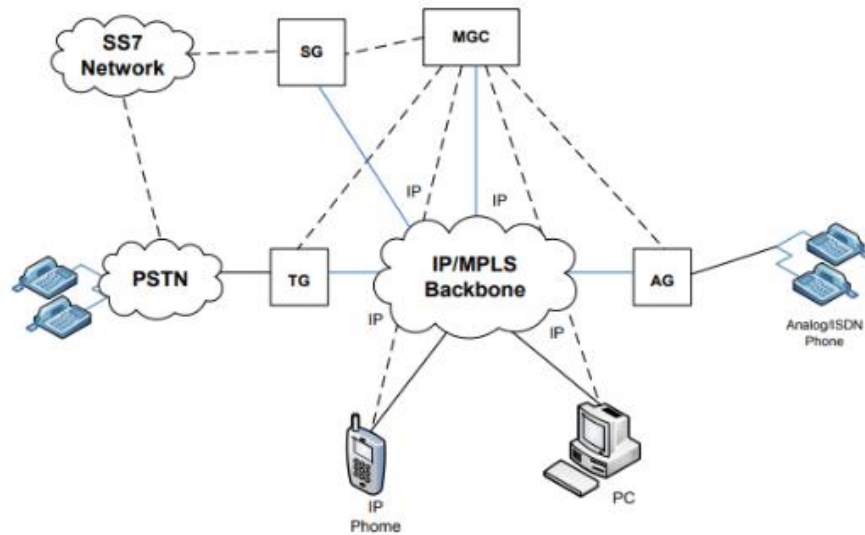 SS7
Network
SG
MGC
IP
IP
PSTN
TG
IP/MPLS
Backbone
AG
IP
IP
Analog/ISDN
Phone
IP
Phome
PC